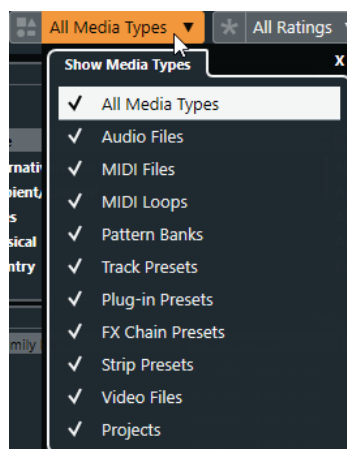 All Media Types
All Ratings
Show Media Types X
All Media Types
Audio Files
MIDI Files
MIDI Loops
Pattern Banks
Track Presets
Plug-in Presets
FX Chain Presets
Strip Presets
Video Files
Projects